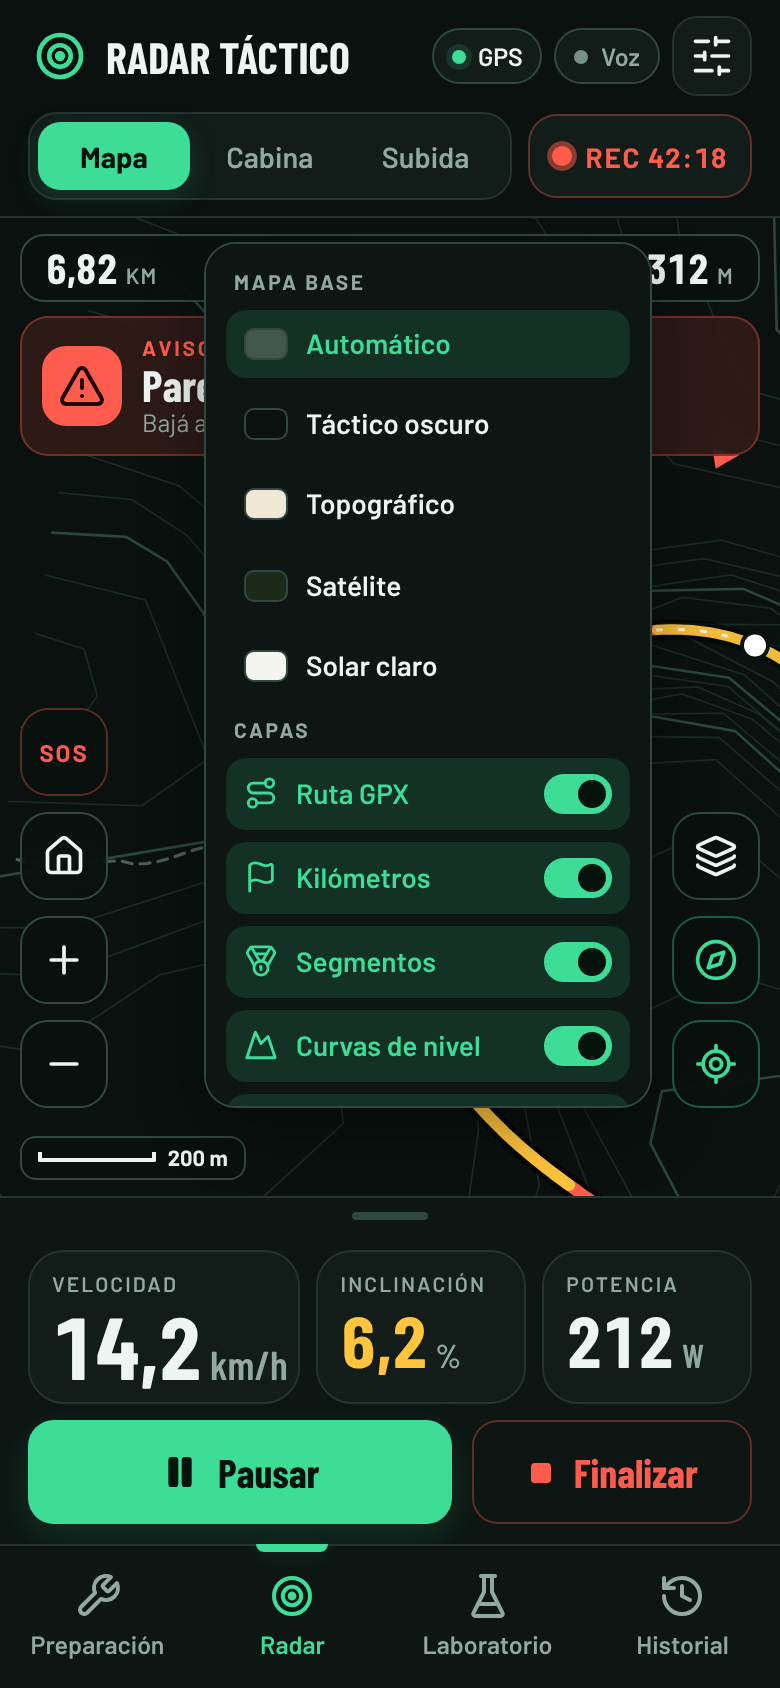 RADAR TÁCTICO
GPS
Voz
Mapa
Cabina
Subida
REC 42:18
6,82 KM
312 M
MAPA BASE
Automático
Táctico oscuro
Topográfico
Satélite
Solar claro
CAPAS
Ruta GPX
Kilómetros
Segmentos
Curvas de nivel
SOS
200 m
VELOCIDAD
14,2 km/h
INCLINACIÓN
6,2 %
POTENCIA
212 W
Pausar
Finalizar
Preparación
Radar
Laboratorio
Historial